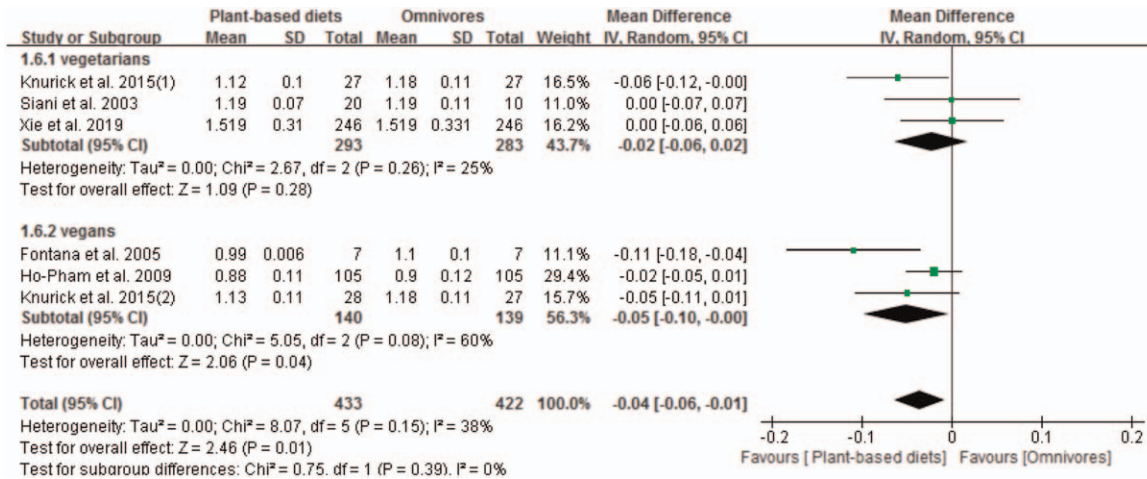 Plant-based diets Omnivores Mean Difference Mean Difference
Study or Subgroup Mean SD Total Mean SD Total Weight IV, Random, 95% CI IV, Random, 95% CI
1.6.1 vegetarians
Knurick et al. 2015(1) 1.12 0.1 27 1.18 0.11 27 16.5% -0.06 [-0.12, -0.00]
Siani et al. 2003 1.19 0.07 20 1.19 0.11 10 11.0% 0.00 [-0.07, 0.07]
Xie et al. 2019 1.519 0.31 246 1.519 0.331 246 16.2% 0.00 [-0.06, 0.06]
Subtotal (95% CI) 293 283 43.7% -0.02 [-0.06, 0.02]
Heterogeneity: Tau² = 0.00; Chi² = 2.67, df = 2 (P = 0.26); I² = 25%
Test for overall effect: Z = 1.09 (P = 0.28)
1.6.2 vegans
Fontana et al. 2005 0.99 0.006 7 1.1 0.1 7 11.1% -0.11 [-0.18, -0.04]
Ho-Pham et al. 2009 0.88 0.11 105 0.9 0.12 105 29.4% -0.02 [-0.05, 0.01]
Knurick et al. 2015(2) 1.13 0.11 28 1.18 0.11 27 15.7% -0.05 [-0.11, 0.01]
Subtotal (95% CI) 140 139 56.3% -0.05 [-0.10, -0.00]
Heterogeneity: Tau² = 0.00; Chi² = 5.05, df = 2 (P = 0.08); I² = 60%
Test for overall effect: Z = 2.06 (P = 0.04)
Total (95% CI) 433 422 100.0% -0.04 [-0.06, -0.01]
Heterogeneity: Tau² = 0.00; Chi² = 8.07, df = 5 (P = 0.15); I² = 38%
Test for overall effect: Z = 2.46 (P = 0.01)
Test for subgroup differences: Chi² = 0.75, df = 1 (P = 0.39), I² = 0%
-0.2 -0.1 0 0.1 0.2
Favours [Plant-based diets] Favours [Omnivores]